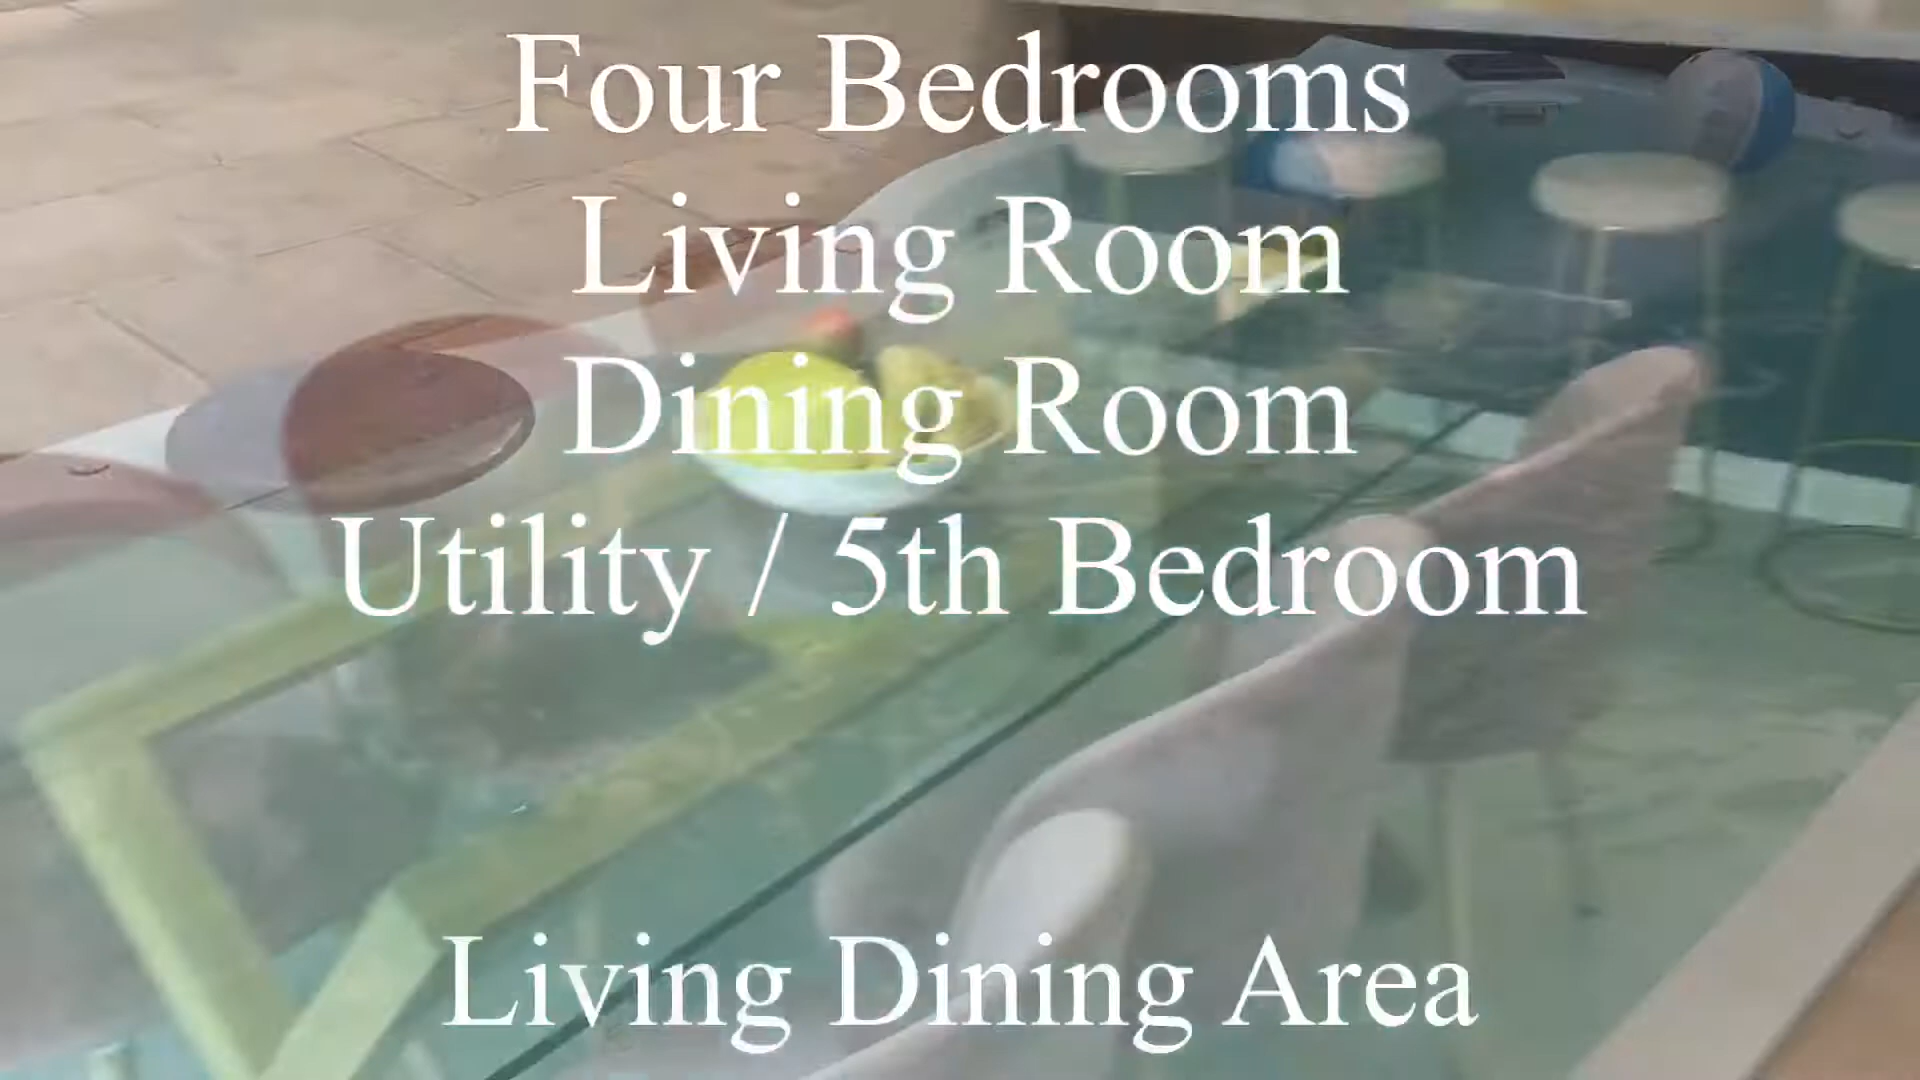 Four Bedrooms
Living Room
Dining Room
Utility / 5th Bedroom
Living Dining Area